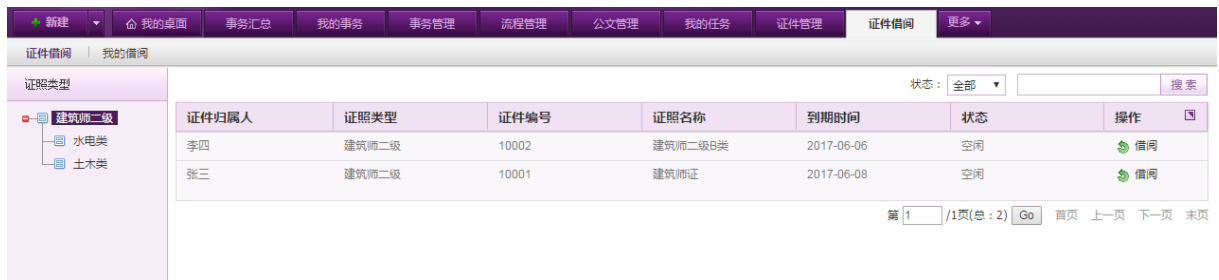 新建 我的桌面 事务汇总 我的事务 事务管理 流程管理 公文管理 我的任务 证件管理 证件借阅 更多
证件借阅 我的借阅
证照类型 状态： 全部 搜索
建筑师二级
水电类
土木类
证件归属人 证照类型 证件编号 证照名称 到期时间 状态 操作
李四 建筑师二级 10002 建筑师二级B类 2017-06-06 空闲 借阅
张三 建筑师二级 10001 建筑师证 2017-06-08 空闲 借阅
第 1 /1页(总：2) Go 首页 上一页 下一页 末页